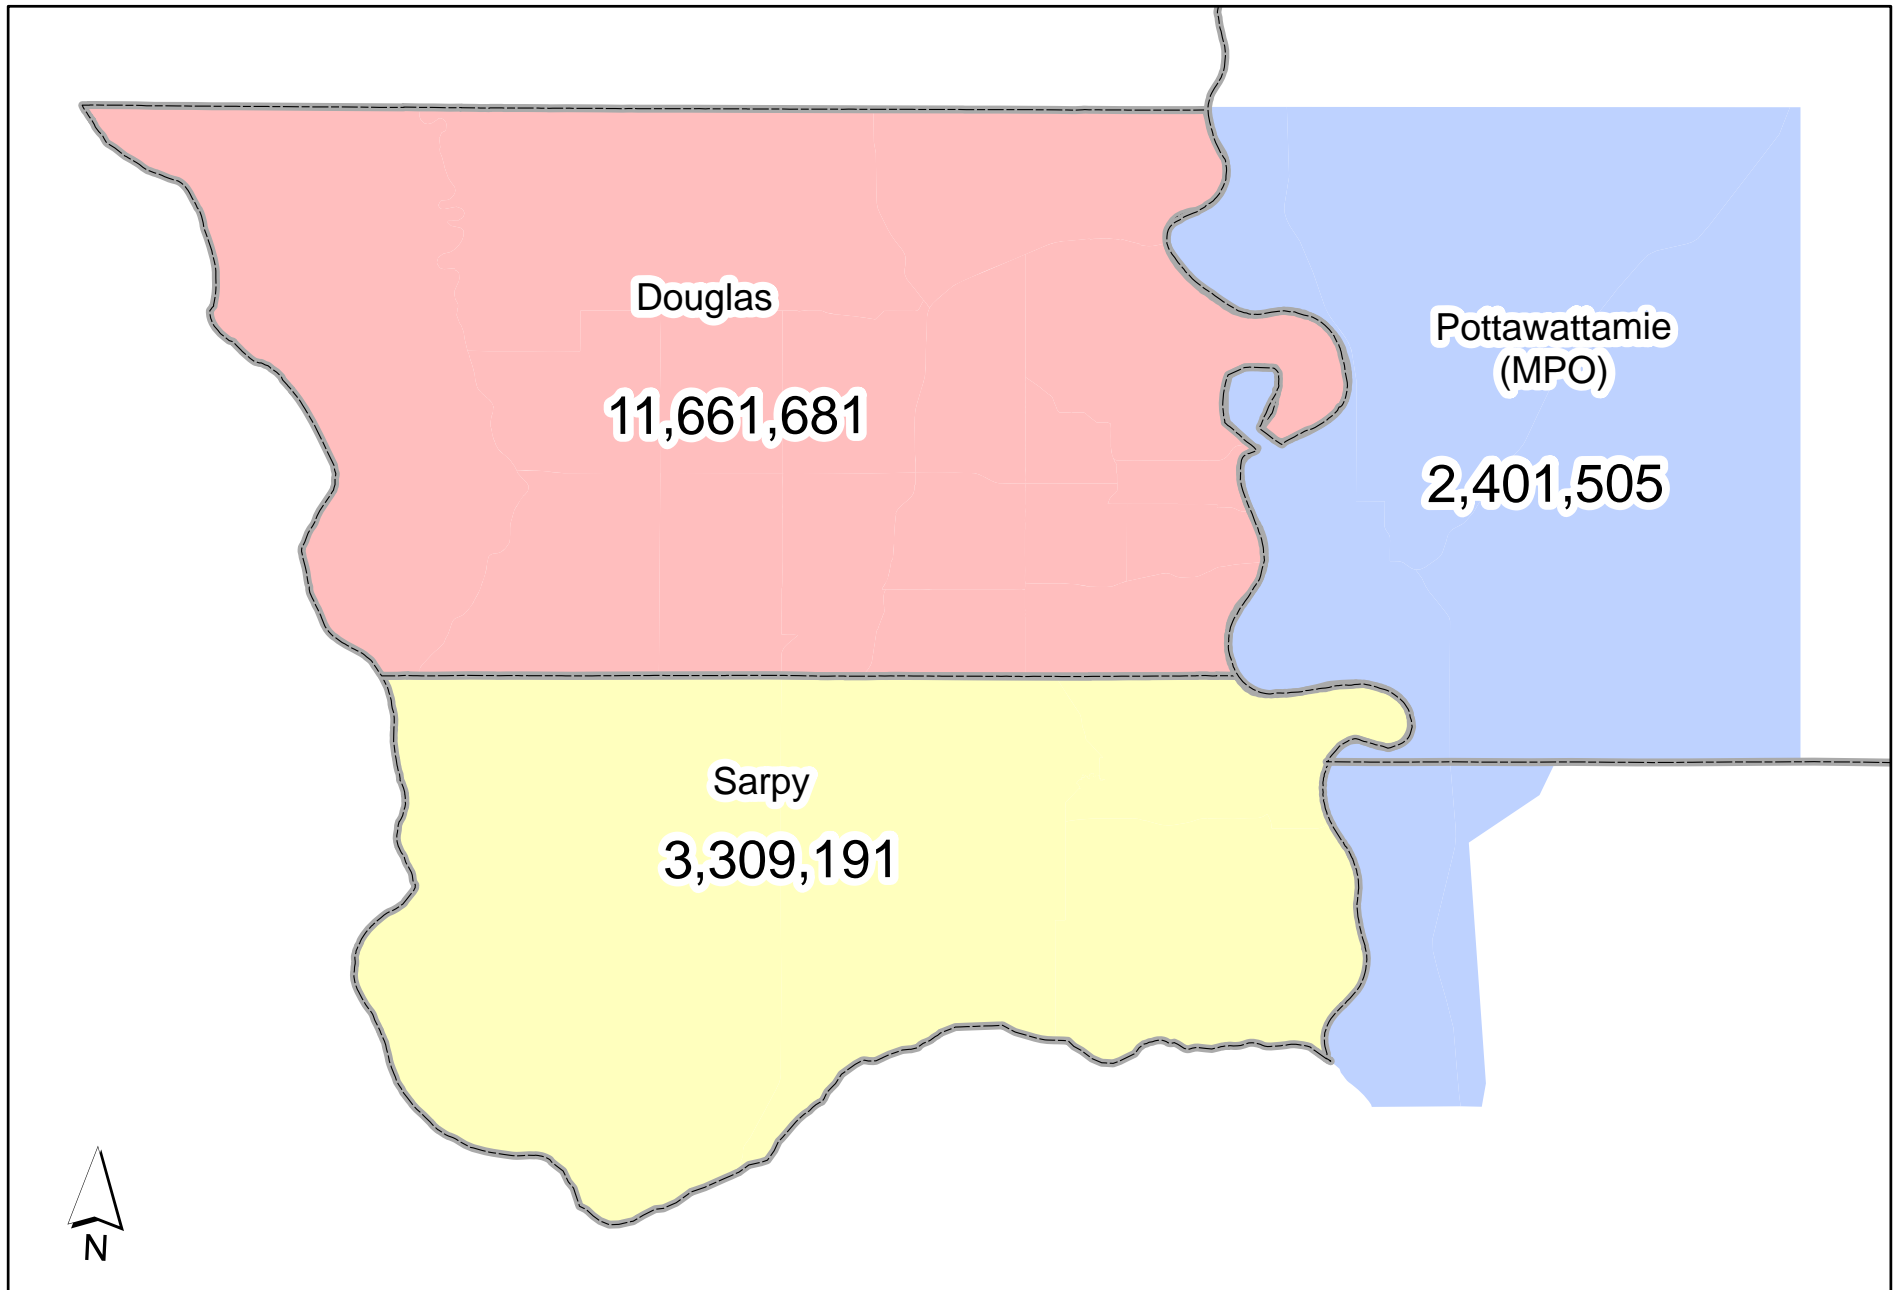 Douglas
11,661,681
Pottawattamie
(MPO)
2,401,505
Sarpy
3,309,191
N